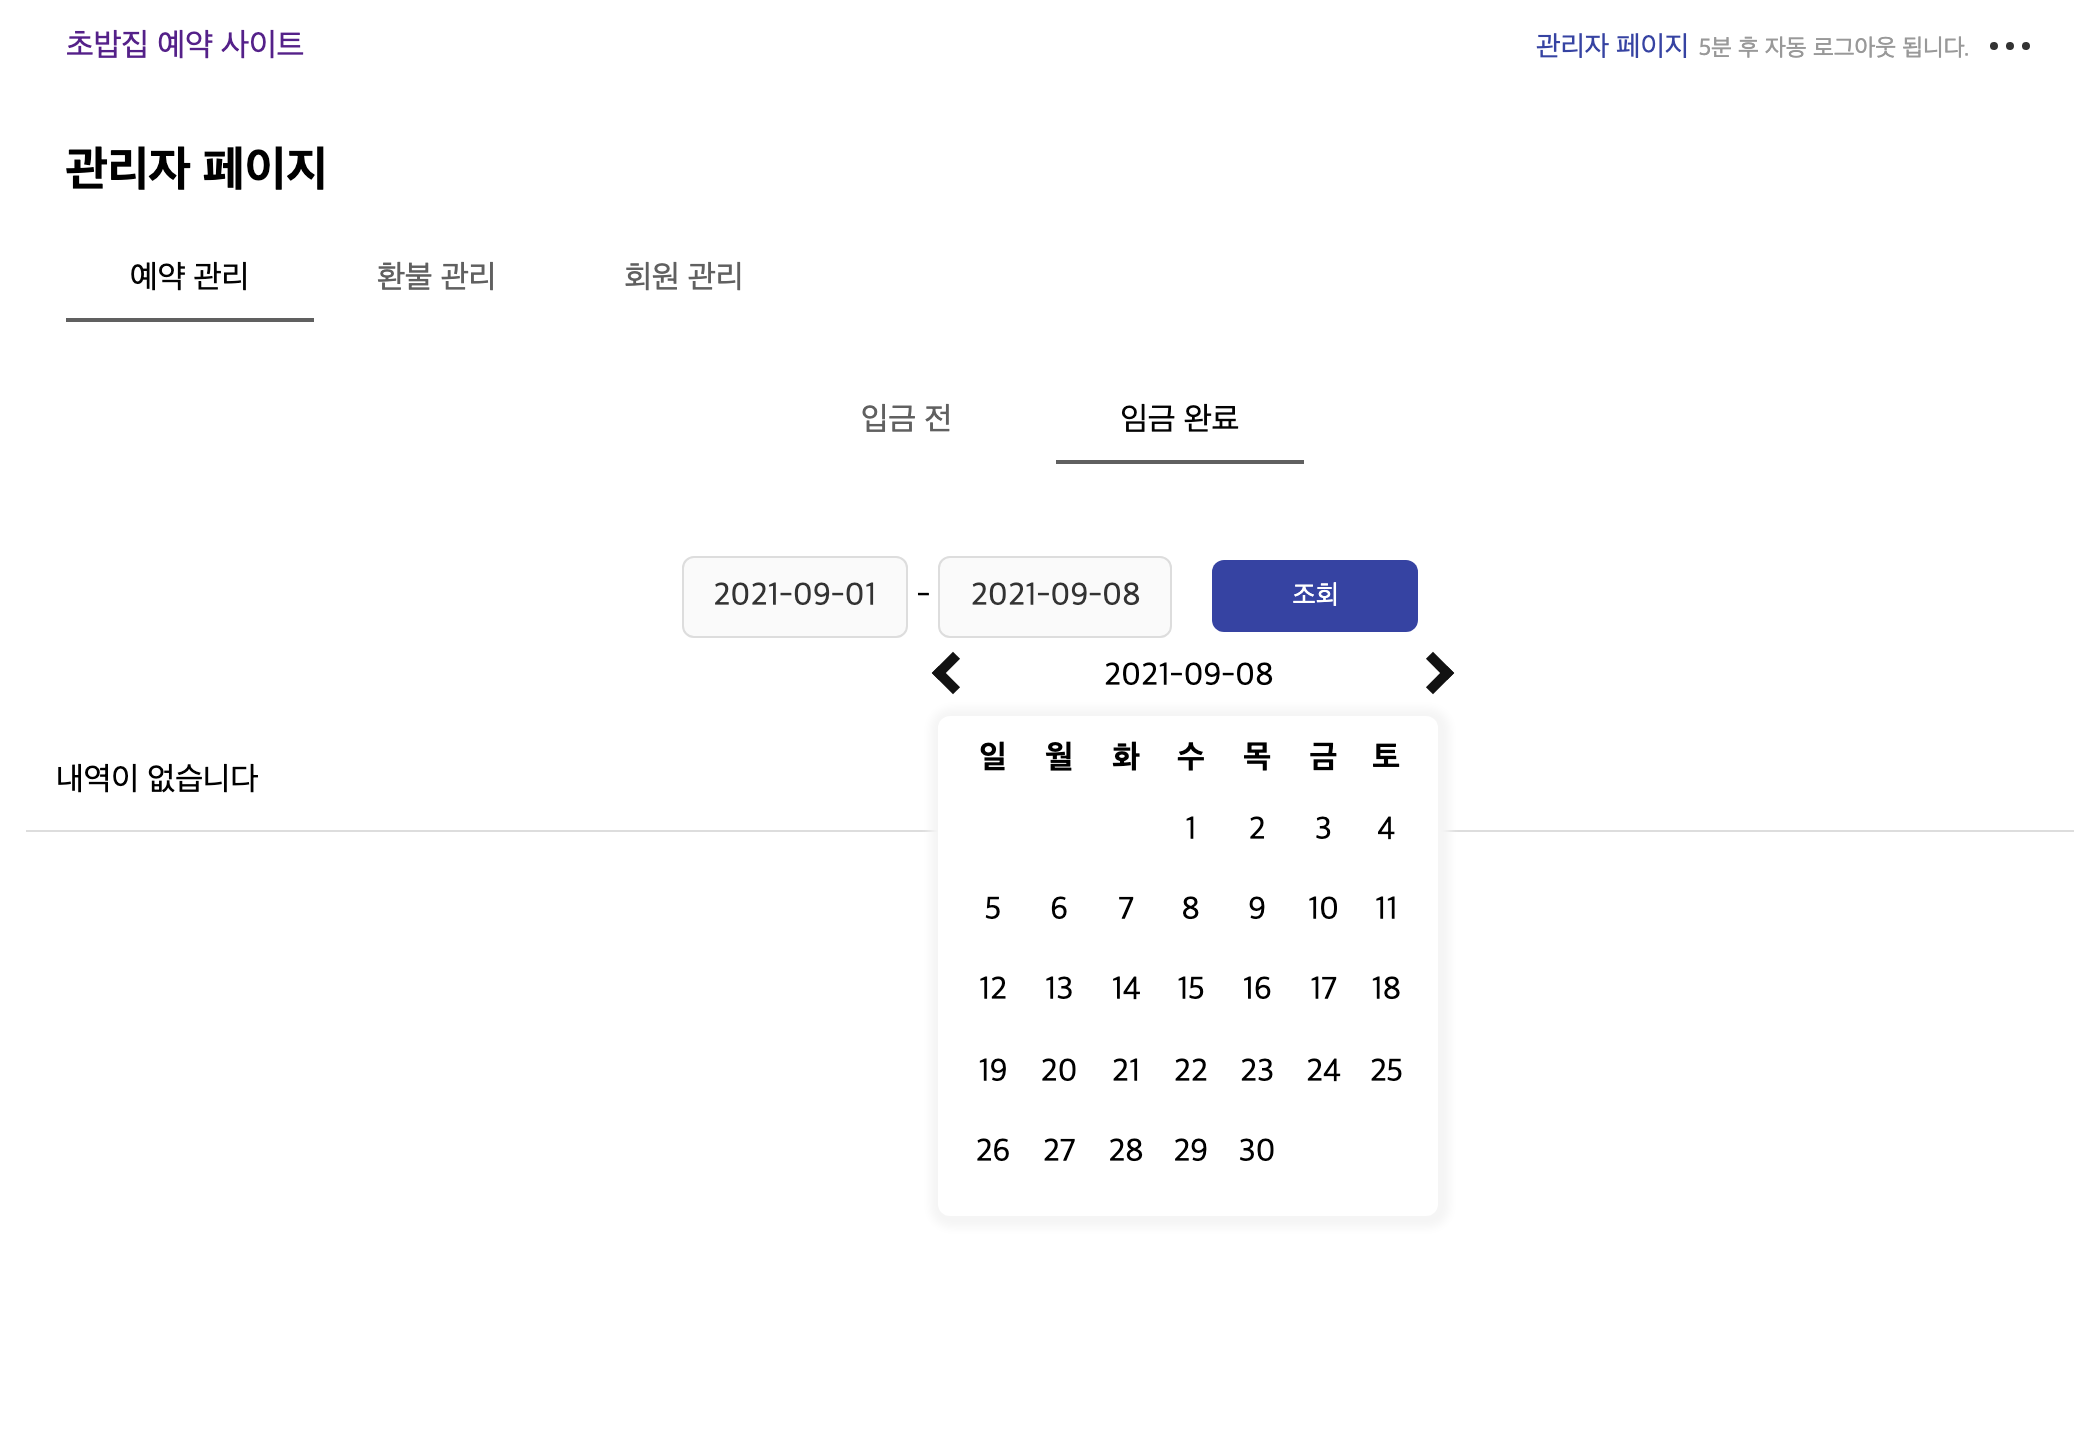 초밥집 예약 사이트
관리자 페이지 5분 후 자동 로그아웃 됩니다.
관리자 페이지
예약 관리 환불 관리 회원 관리
입금 전 임금 완료
2021-09-01 - 2021-09-08 조회
2021-09-08
내역이 없습니다
일 월 화 수 목 금 토
1 2 3 4
5 6 7 8 9 10 11
12 13 14 15 16 17 18
19 20 21 22 23 24 25
26 27 28 29 30